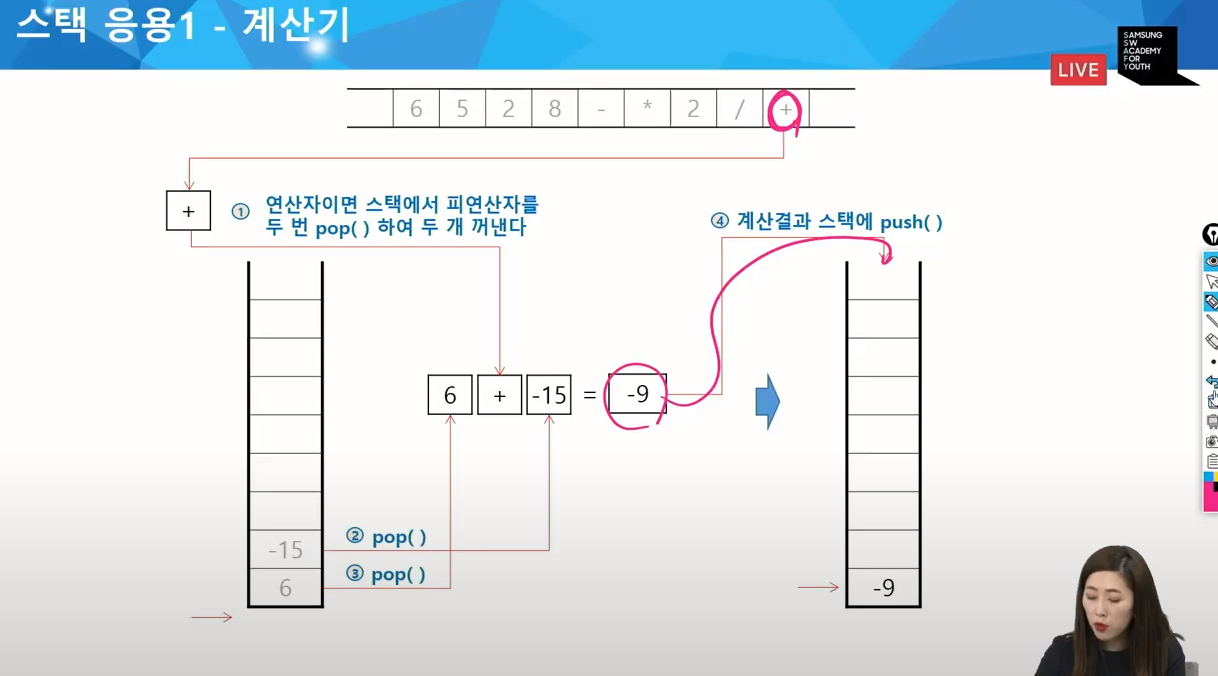 스택 응용1 - 계산기
SAMSUNG
SW
ACADEMY
FOR
YOUTH
LIVE
6 5 2 8 - * 2 / +
+
① 연산자이면 스택에서 피연산자를
두 번 pop( ) 하여 두 개 꺼낸다
④ 계산결과 스택에 push( )
6 + -15 = -9
-15
② pop( )
6
③ pop( )
-9